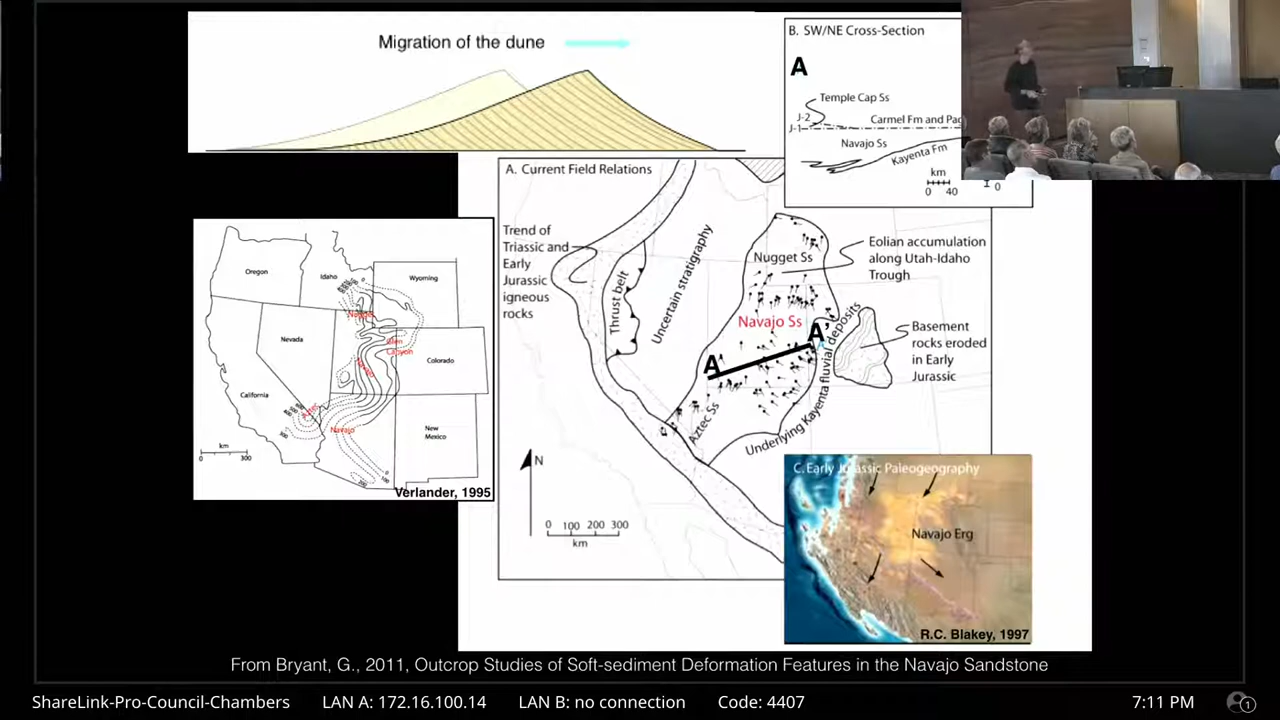 Migration of the dune
B. SW/NE Cross-Section
A
Temple Cap Ss
J-2
J-1
Carmel Fm and Pag
Navajo Ss
Kayenta Fm
km
0 40
0
A. Current Field Relations
Trend of
Triassic and
Early
Jurassic
igneous
rocks
Thrust belt
Uncertain stratigraphy
Nugget Ss
Eolian accumulation
along Utah-Idaho
Trough
Navajo Ss
A
A'
Aztec Ss
Underlying Kayenta fluvial deposits
Basement
rocks eroded
in Early
Jurassic
N
0 100 200 300
km
Oregon
Idaho
Wyoming
Nevada
Glen
Canyon
Colorado
California
Aztec
Navajo
New
Mexico
km
0 300
Verlander, 1995
C. Early Jurassic Paleogeography
Navajo Erg
R.C. Blakey, 1997
From Bryant, G., 2011, Outcrop Studies of Soft-sediment Deformation Features in the Navajo Sandstone
ShareLink-Pro-Council-Chambers LAN A: 172.16.100.14 LAN B: no connection Code: 4407 7:11 PM 1